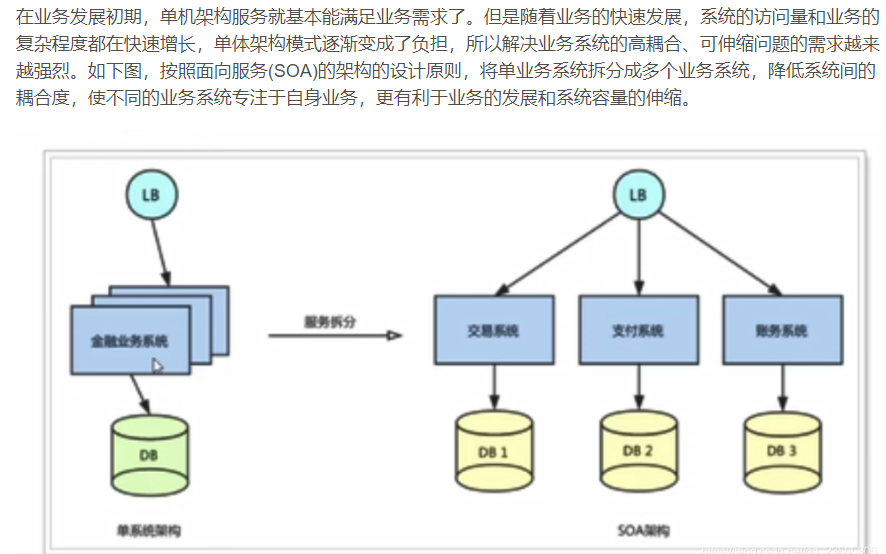 在业务发展初期，单机架构服务就基本能满足业务需求了。但是随着业务的快速发展，系统的访问量和业务的
复杂程度都在快速增长，单体架构模式逐渐变成了负担，所以解决业务系统的高耦合、可伸缩问题的需求越来
越强烈。如下图，按照面向服务(SOA)的架构的设计原则，将单业务系统拆分成多个业务系统，降低系统间的
耦合度，使不同的业务系统专注于自身业务，更有利于业务的发展和系统容量的伸缩。
LB
LB
金融业务系统
服务拆分
交易系统
支付系统
账务系统
DB
DB 1
DB 2
DB 3
单系统架构
SOA架构